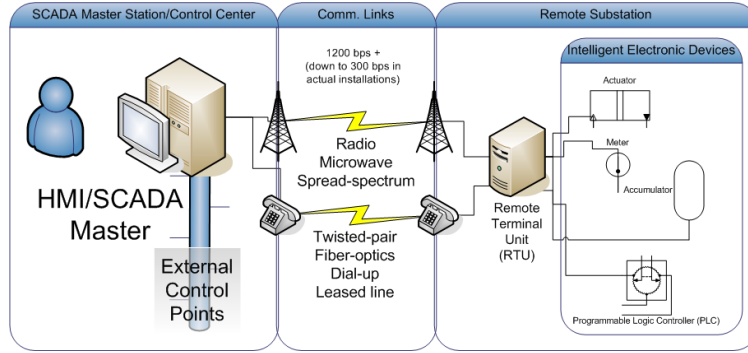 SCADA Master Station/Control Center
Comm. Links
Remote Substation
1200 bps +
(down to 300 bps in
actual installations)
Intelligent Electronic Devices
Actuator
Radio
Microwave
Spread-spectrum
Meter
Accumulator
HMI/SCADA
Master
Remote
Terminal
Unit
(RTU)
Twisted-pair
Fiber-optics
Dial-up
Leased line
External
Control
Points
Programmable Logic Controller (PLC)